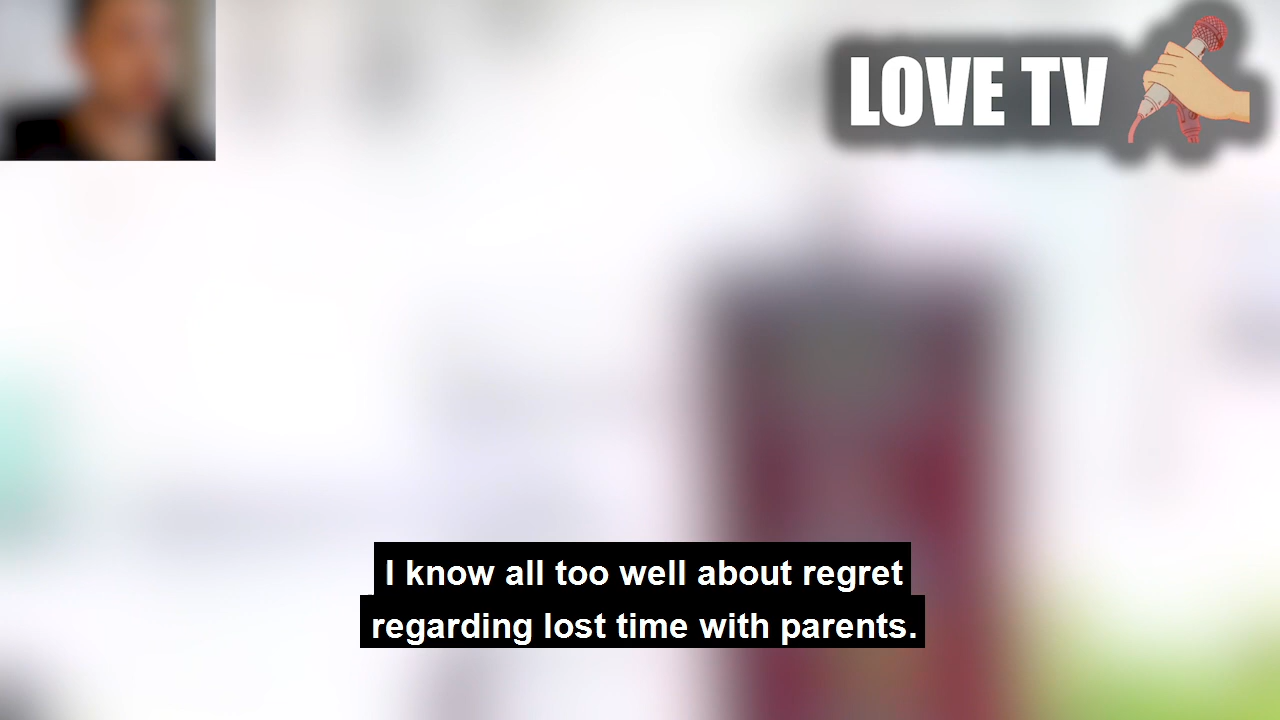 LOVE TV
I know all too well about regret
regarding lost time with parents.